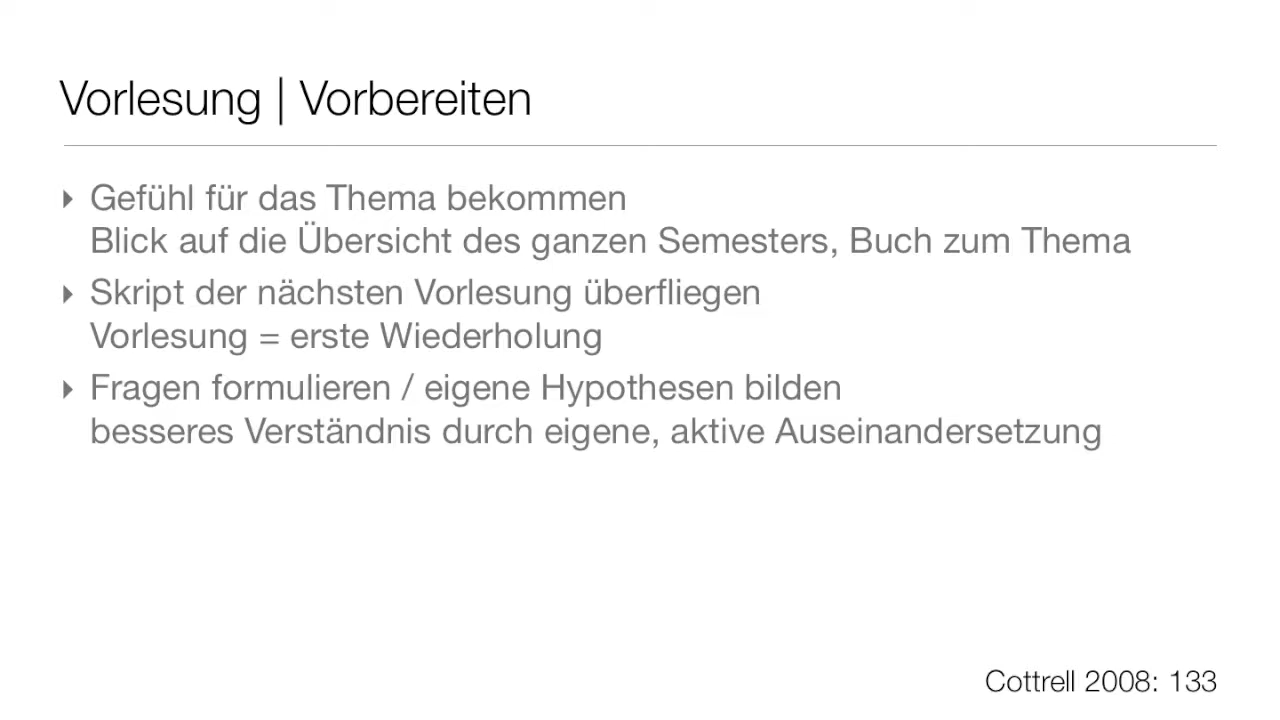 Vorlesung | Vorbereiten
‣ Gefühl für das Thema bekommen
Blick auf die Übersicht des ganzen Semesters, Buch zum Thema
‣ Skript der nächsten Vorlesung überfliegen
Vorlesung = erste Wiederholung
‣ Fragen formulieren / eigene Hypothesen bilden
besseres Verständnis durch eigene, aktive Auseinandersetzung
Cottrell 2008: 133